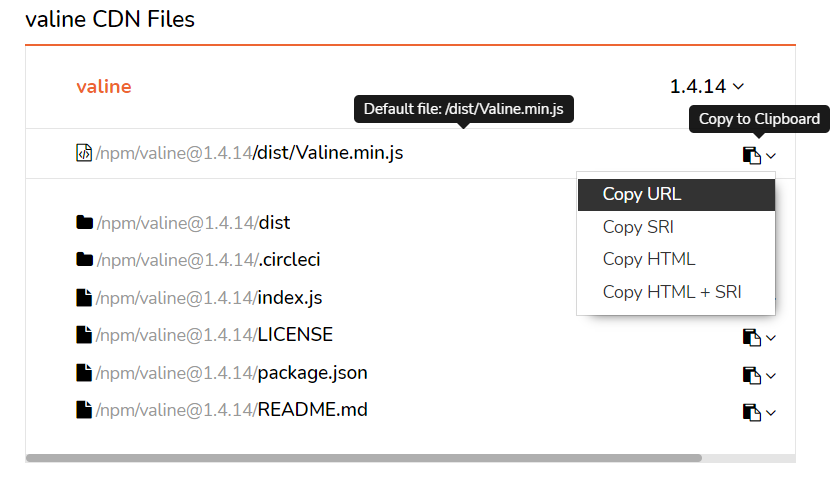 valine CDN Files
valine
1.4.14
Default file: /dist/Valine.min.js
Copy to Clipboard
/npm/valine@1.4.14/dist/Valine.min.js
Copy URL
Copy SRI
Copy HTML
Copy HTML + SRI
/npm/valine@1.4.14/dist
/npm/valine@1.4.14/.circleci
/npm/valine@1.4.14/index.js
/npm/valine@1.4.14/LICENSE
/npm/valine@1.4.14/package.json
/npm/valine@1.4.14/README.md